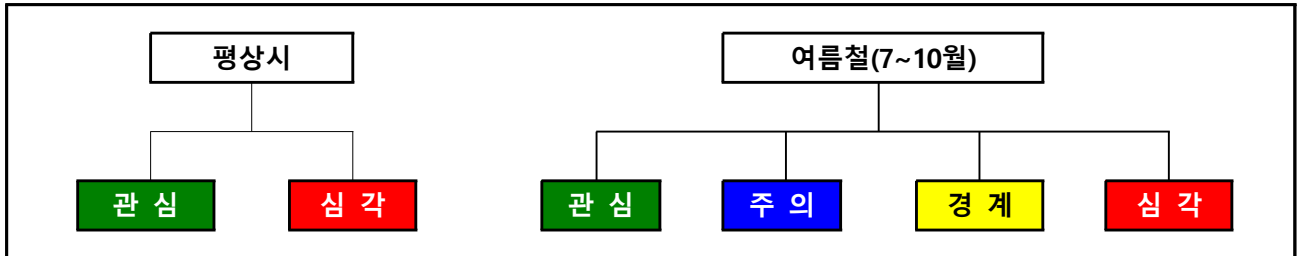 평상시
여름철(7~10월)
관 심
심 각
관 심
주 의
경 계
심 각